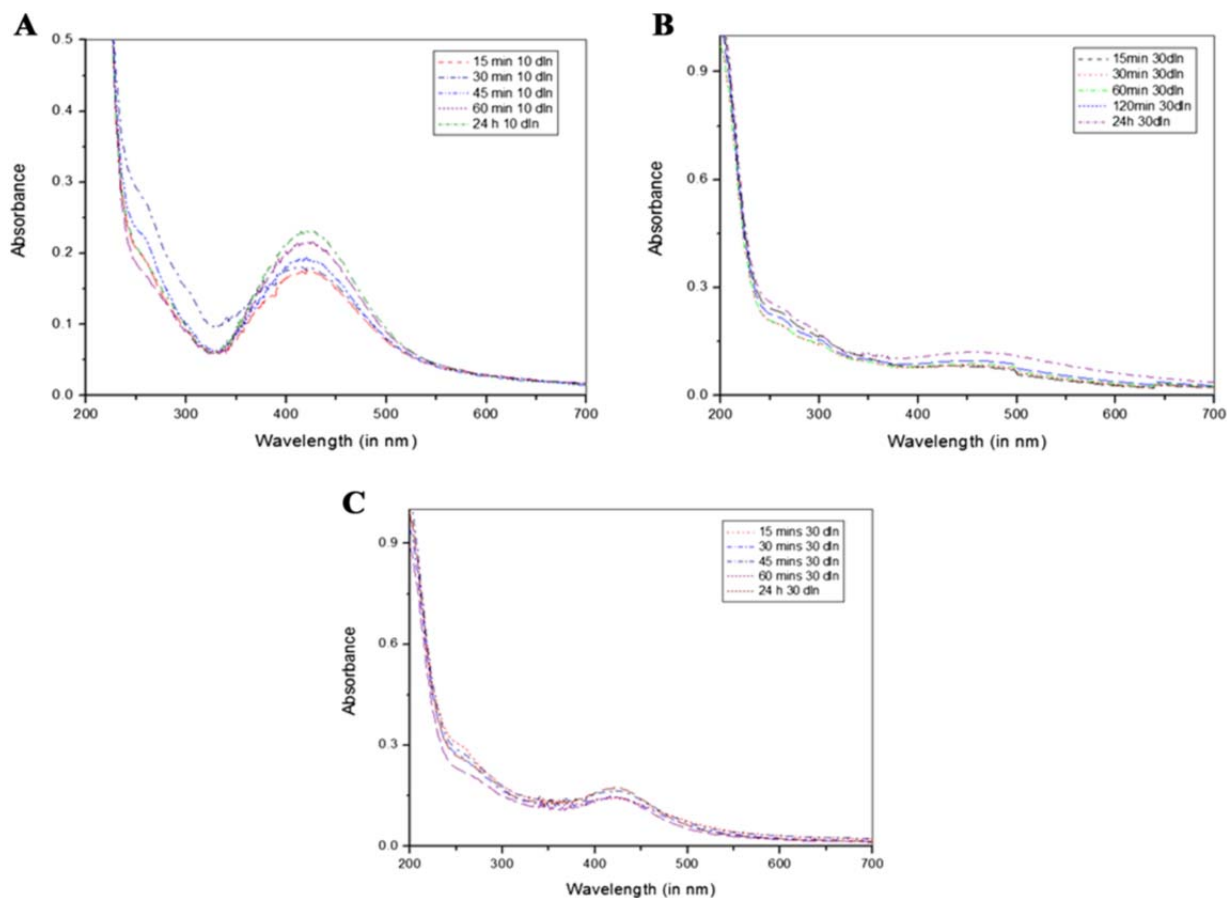 A
0.5
0.4
0.3
0.2
0.1
0.0
Absorbance
200 300 400 500 600 700
Wavelength (in nm)
15 min 10 dln
30 min 10 dln
45 min 10 dln
60 min 10 dln
24 h 10 dln
B
0.9
0.6
0.3
0.0
Absorbance
200 300 400 500 600 700
Wavelength (in nm)
15min 30dln
30min 30dln
60min 30dln
120min 30dln
24h 30dln
C
0.9
0.6
0.3
0.0
Absorbance
200 300 400 500 600 700
Wavelength (in nm)
15 mins 30 dln
30 mins 30 dln
45 mins 30 dln
60 mins 30 dln
24 h 30 dln